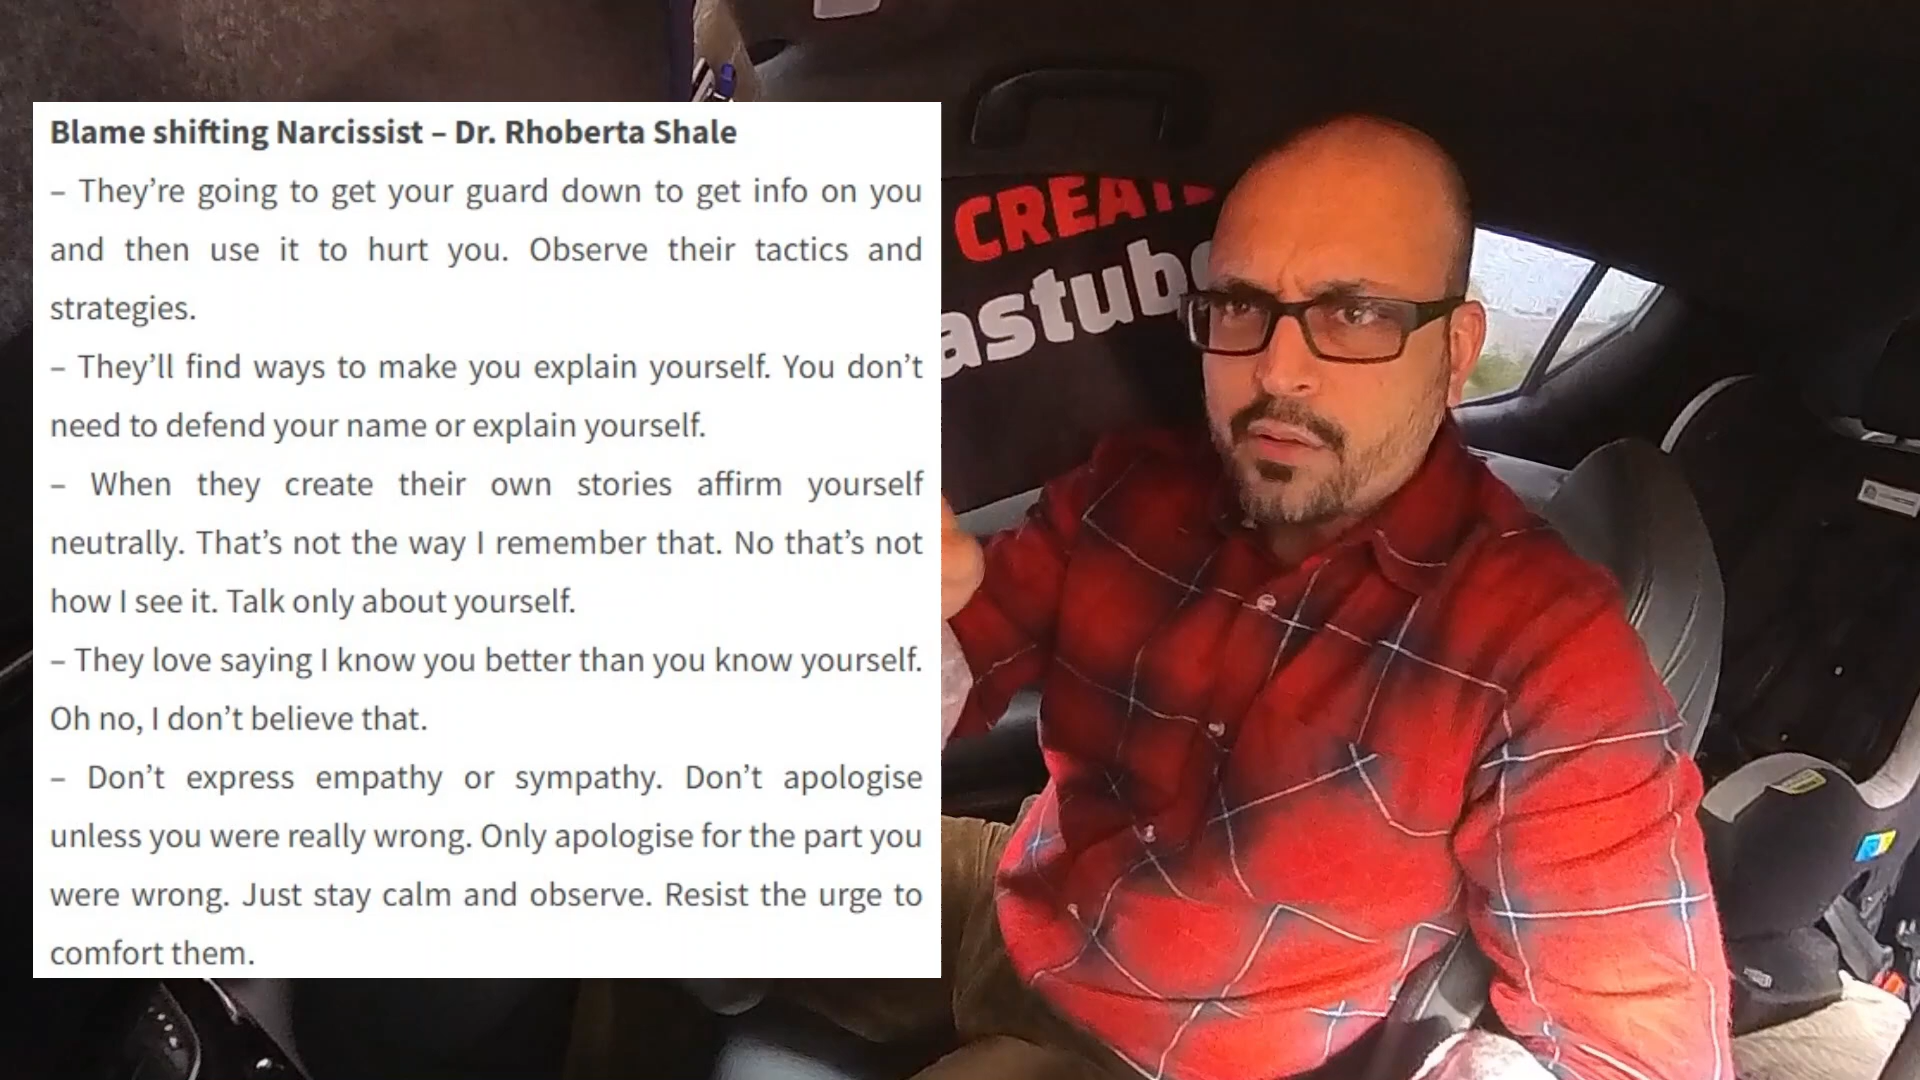 Blame shifting Narcissist – Dr. Rhoberta Shale
– They’re going to get your guard down to get info on you
and then use it to hurt you. Observe their tactics and
strategies.
– They’ll find ways to make you explain yourself. You don’t
need to defend your name or explain yourself.
– When they create their own stories affirm yourself
neutrally. That’s not the way I remember that. No that’s not
how I see it. Talk only about yourself.
– They love saying I know you better than you know yourself.
Oh no, I don’t believe that.
– Don’t express empathy or sympathy. Don’t apologise
unless you were really wrong. Only apologise for the part you
were wrong. Just stay calm and observe. Resist the urge to
comfort them.